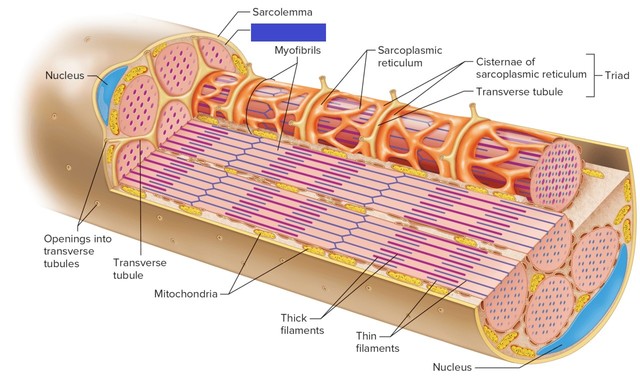 Sarcolemma
Myofibrils
Nucleus
Sarcoplasmic
reticulum
Cisternae of
sarcoplasmic reticulum
Triad
Transverse tubule
Openings into
transverse
tubules
Transverse
tubule
Mitochondria
Thick
filaments
Thin
filaments
Nucleus